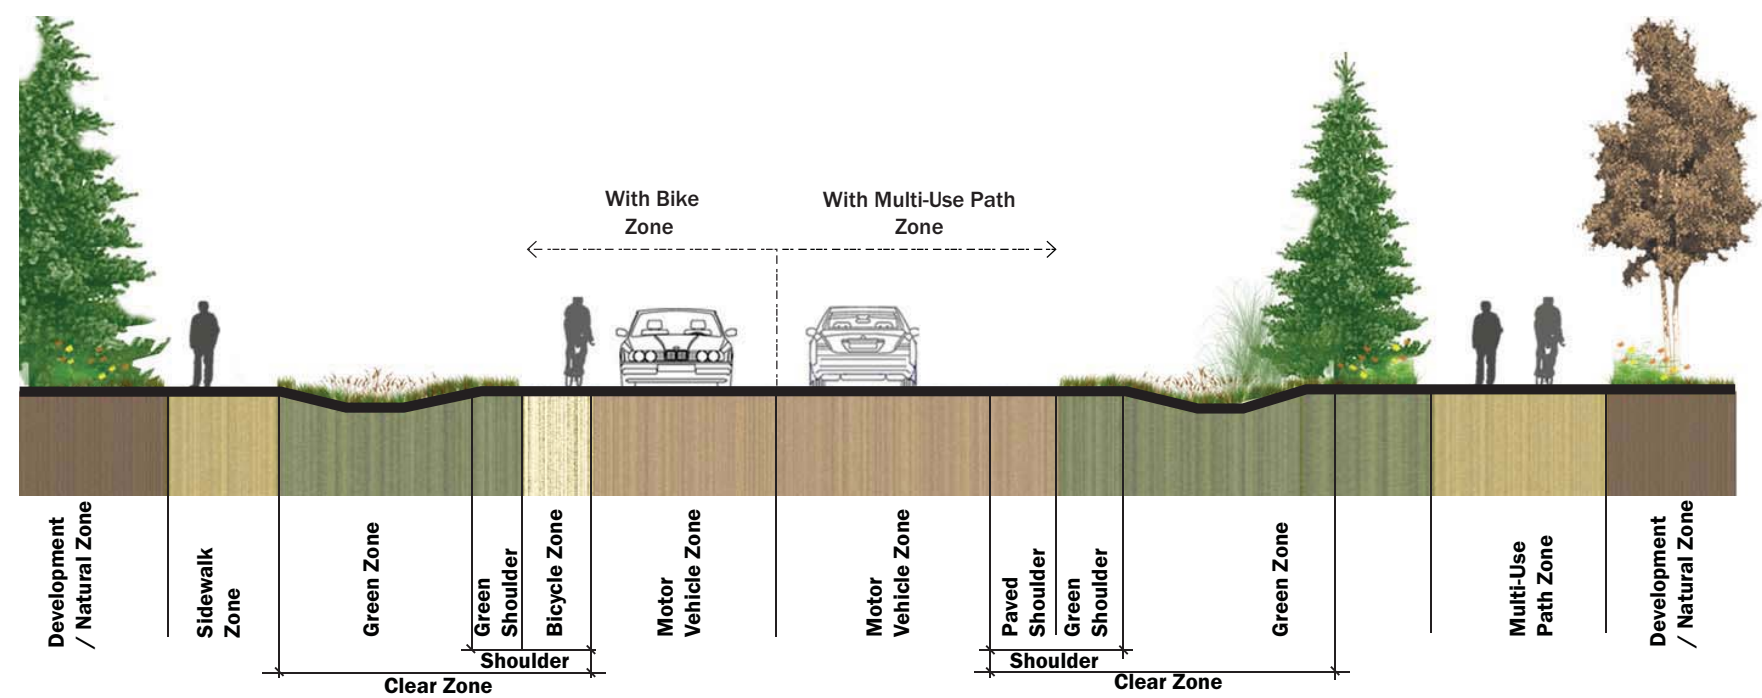 With Bike
Zone
With Multi-Use Path
Zone
Development
/ Natural Zone
Sidewalk
Zone
Green Zone
Green
Shoulder
Bicycle Zone
Motor
Vehicle Zone
Motor
Vehicle Zone
Paved
Shoulder
Green
Shoulder
Green Zone
Multi-Use
Path Zone
Development
/ Natural Zone
Shoulder
Shoulder
Clear Zone
Clear Zone